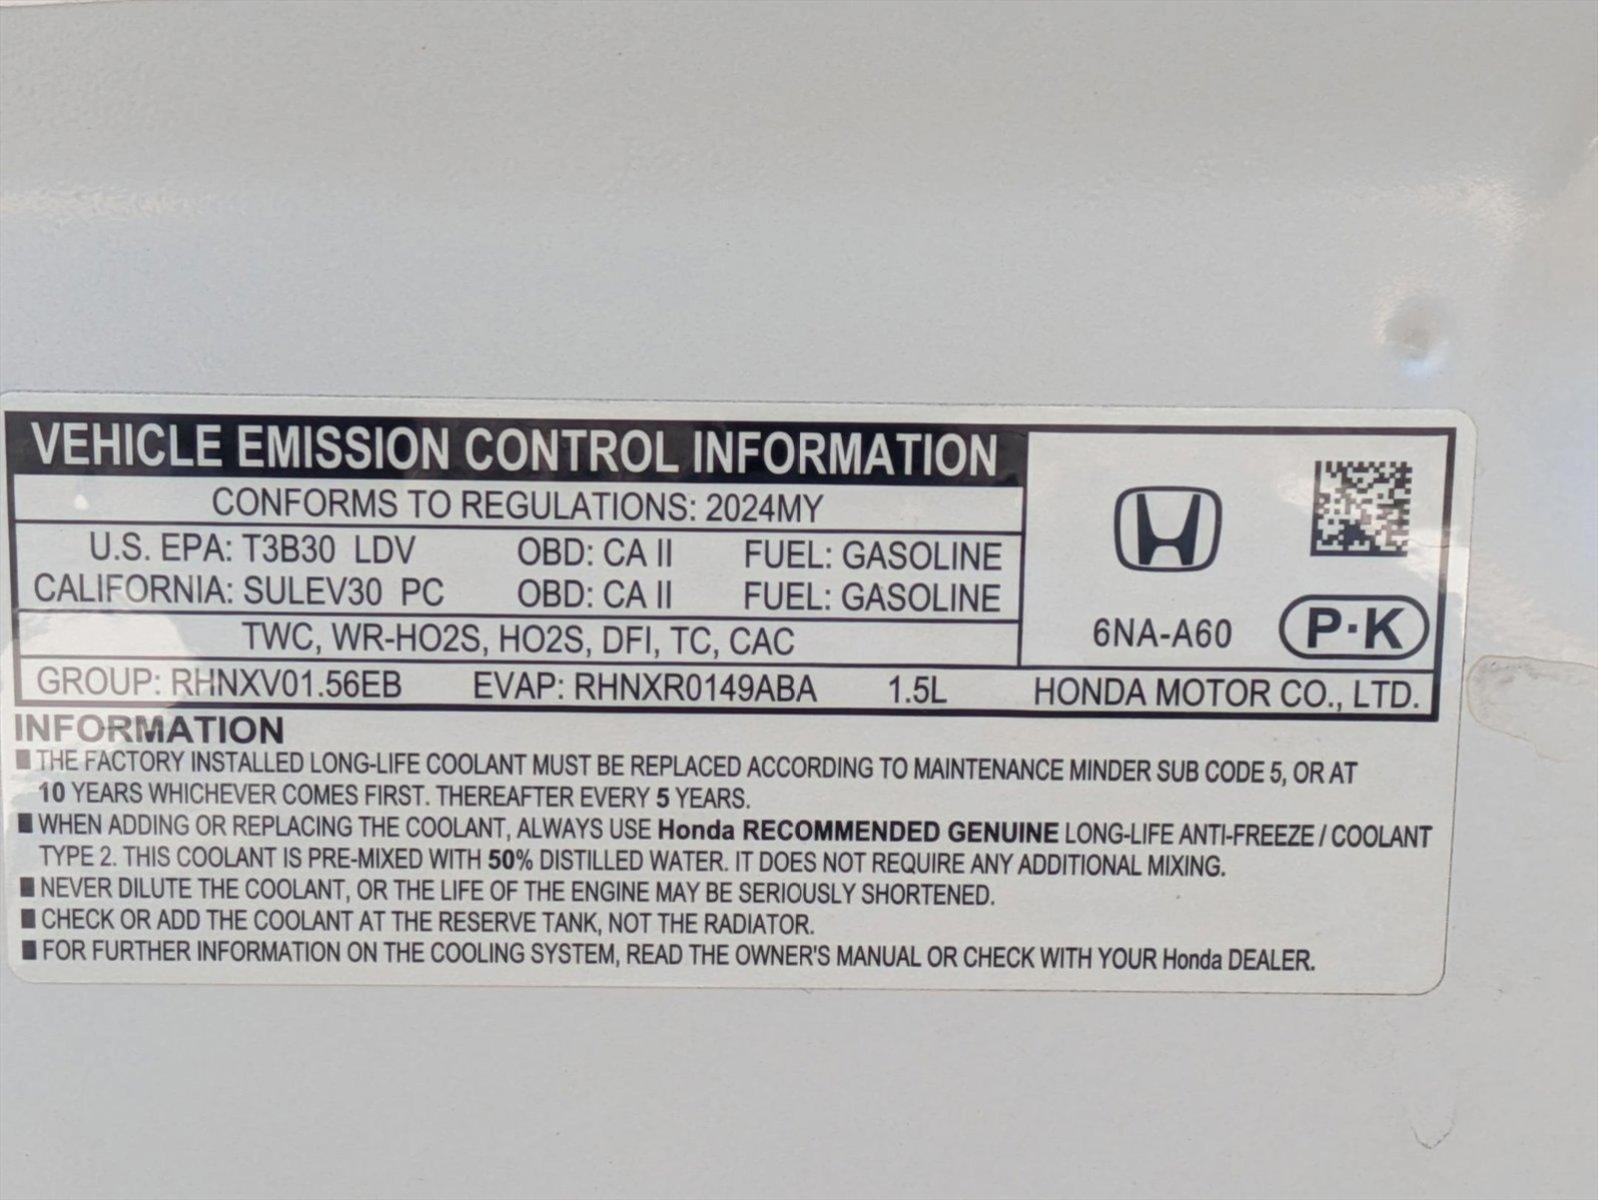 VEHICLE EMISSION CONTROL INFORMATION
CONFORMS TO REGULATIONS: 2024MY
U.S. EPA: T3B30 LDV OBD: CA II FUEL: GASOLINE
CALIFORNIA: SULEV30 PC OBD: CA II FUEL: GASOLINE
TWC, WR-HO2S, HO2S, DFI, TC, CAC
6NA-A60 P·K
GROUP: RHNXV01.56EB EVAP: RHNXR0149ABA 1.5L HONDA MOTOR CO., LTD.
INFORMATION
■ THE FACTORY INSTALLED LONG-LIFE COOLANT MUST BE REPLACED ACCORDING TO MAINTENANCE MINDER SUB CODE 5, OR AT
10 YEARS WHICHEVER COMES FIRST. THEREAFTER EVERY 5 YEARS.
■ WHEN ADDING OR REPLACING THE COOLANT, ALWAYS USE Honda RECOMMENDED GENUINE LONG-LIFE ANTI-FREEZE / COOLANT
TYPE 2. THIS COOLANT IS PRE-MIXED WITH 50% DISTILLED WATER. IT DOES NOT REQUIRE ANY ADDITIONAL MIXING.
■ NEVER DILUTE THE COOLANT, OR THE LIFE OF THE ENGINE MAY BE SERIOUSLY SHORTENED.
■ CHECK OR ADD THE COOLANT AT THE RESERVE TANK, NOT THE RADIATOR.
■ FOR FURTHER INFORMATION ON THE COOLING SYSTEM, READ THE OWNER'S MANUAL OR CHECK WITH YOUR Honda DEALER.